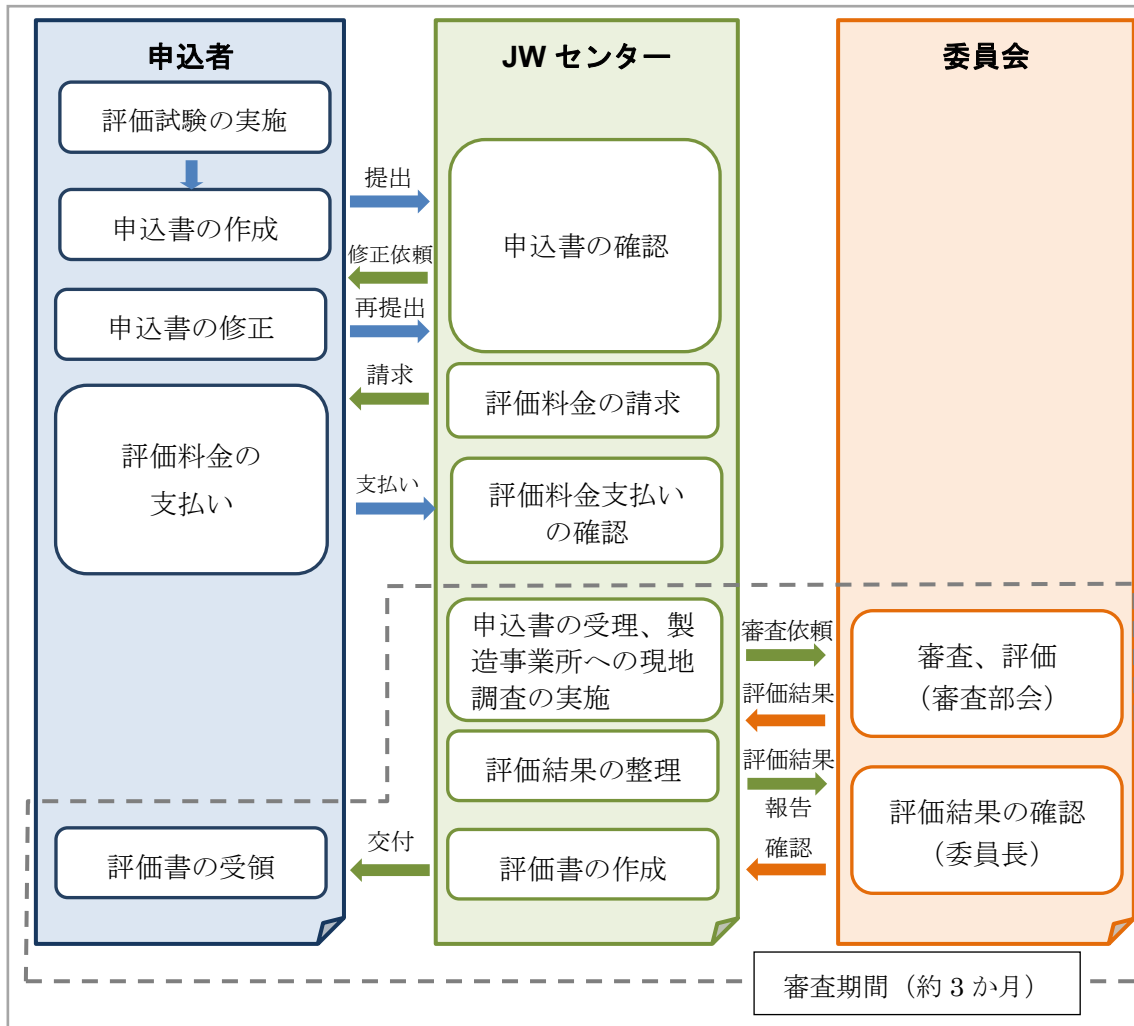 申込者
JW センター
委員会
評価試験の実施
提出
申込書の作成
申込書の確認
修正依頼
申込書の修正
再提出
請求
評価料金の請求
評価料金の
支払い
支払い
評価料金支払い
の確認
申込書の受理、製
造事業所への現地
調査の実施
審査依頼
審査、評価
（審査部会）
評価結果
評価結果の整理
評価結果
報告
評価結果の確認
（委員長）
確認
評価書の作成
交付
評価書の受領
審査期間（約 3 か月）